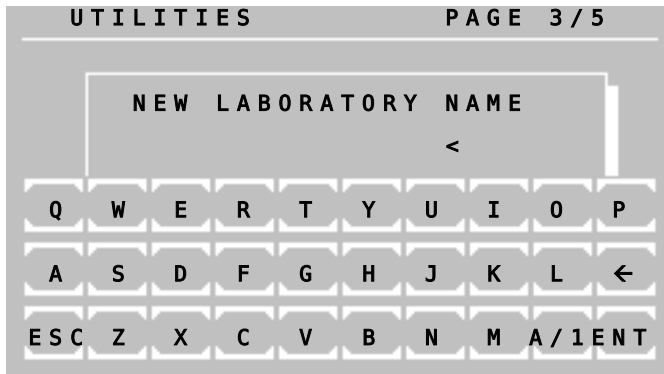 UTILITIES PAGE 3/5
NEW LABORATORY NAME
<
Q W E R T Y U I O P
A S D F G H J K L ←
ESC Z X C V B N M A/1 ENT